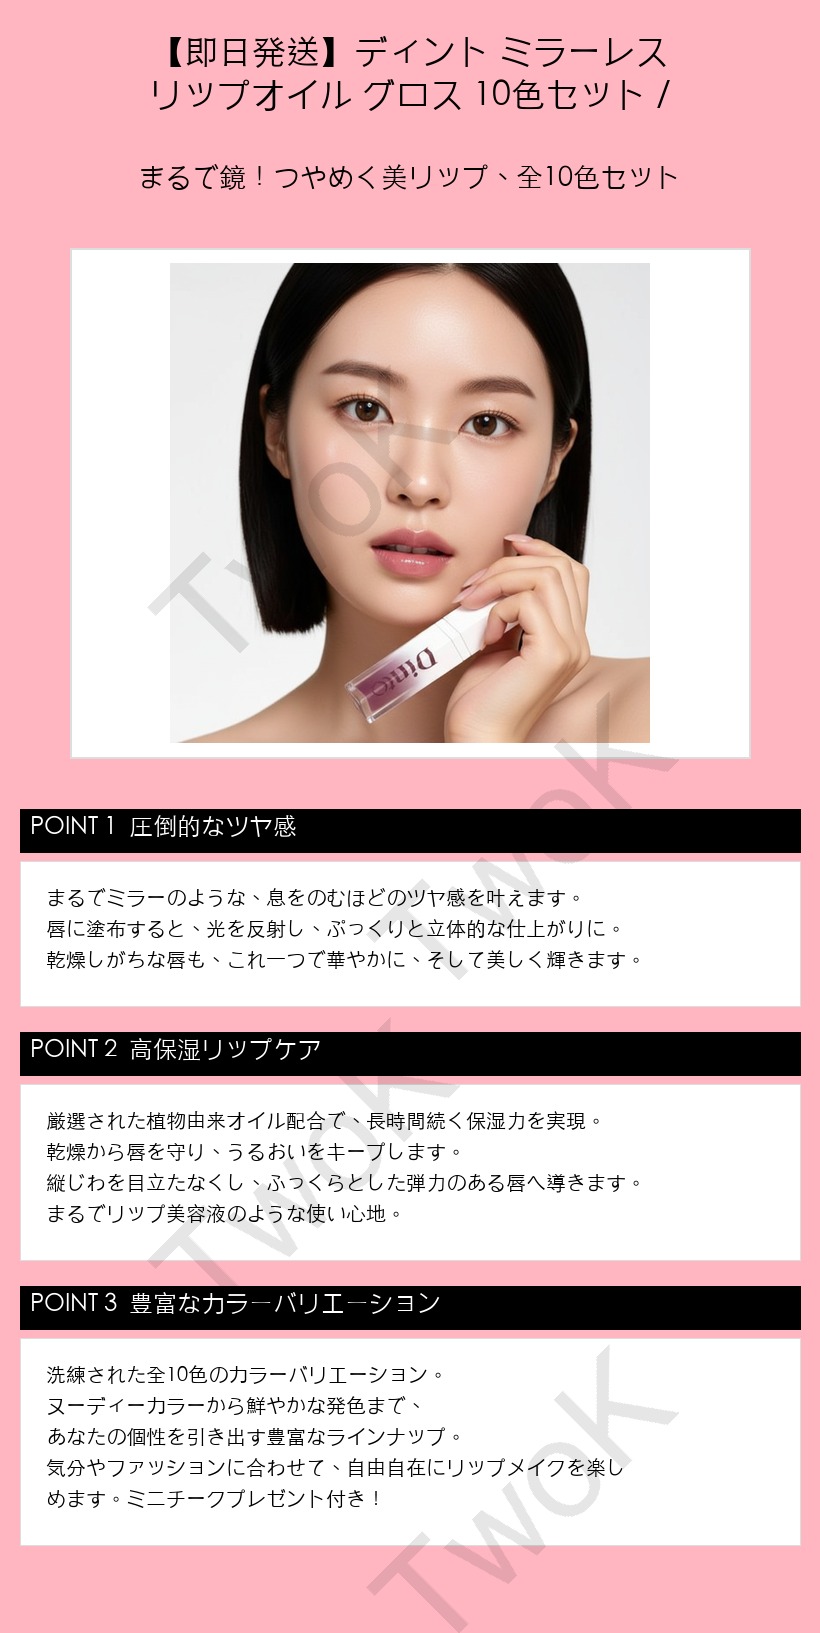 【即日発送】ディント ミラーレス
リップオイル グロス 10色セット /
まるで鏡！つやめく美リップ、全10色セット
Dinto
TwoK
POINT 1 圧倒的なツヤ感
まるでミラーのような、息をのむほどのツヤ感を叶えます。
唇に塗布すると、光を反射し、ぷっくりと立体的な仕上がりに。
乾燥しがちな唇も、これ一つで華やかに、そして美しく輝きます。
TwoK
POINT 2 高保湿リップケア
厳選された植物由来オイル配合で、長時間続く保湿力を実現。
乾燥から唇を守り、うるおいをキープします。
縦じわを目立たなくし、ふっくらとした弾力のある唇へ導きます。
まるでリップ美容液のような使い心地。
TwoK
POINT 3 豊富なカラーバリエーション
洗練された全10色のカラーバリエーション。
ヌーディーカラーから鮮やかな発色まで、
あなたの個性を引き出す豊富なラインナップ。
気分やファッションに合わせて、自由自在にリップメイクを楽し
めます。ミニチークプレゼント付き！
TwoK